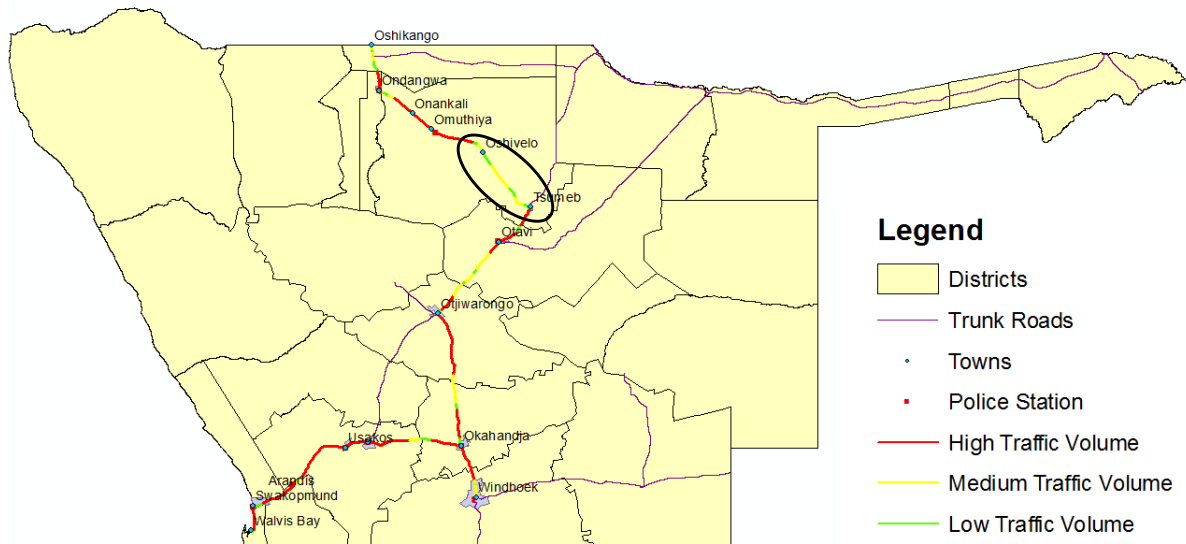 Oshikango
Ondangwa
Onankali
Omuthiya
Oshivelo
Tsumeb
Otavi
Otjiwarongo
Usakos
Okahandja
Arandis
Swakopmund
Windhoek
Walvis Bay
Legend
Districts
Trunk Roads
Towns
Police Station
High Traffic Volume
Medium Traffic Volume
Low Traffic Volume